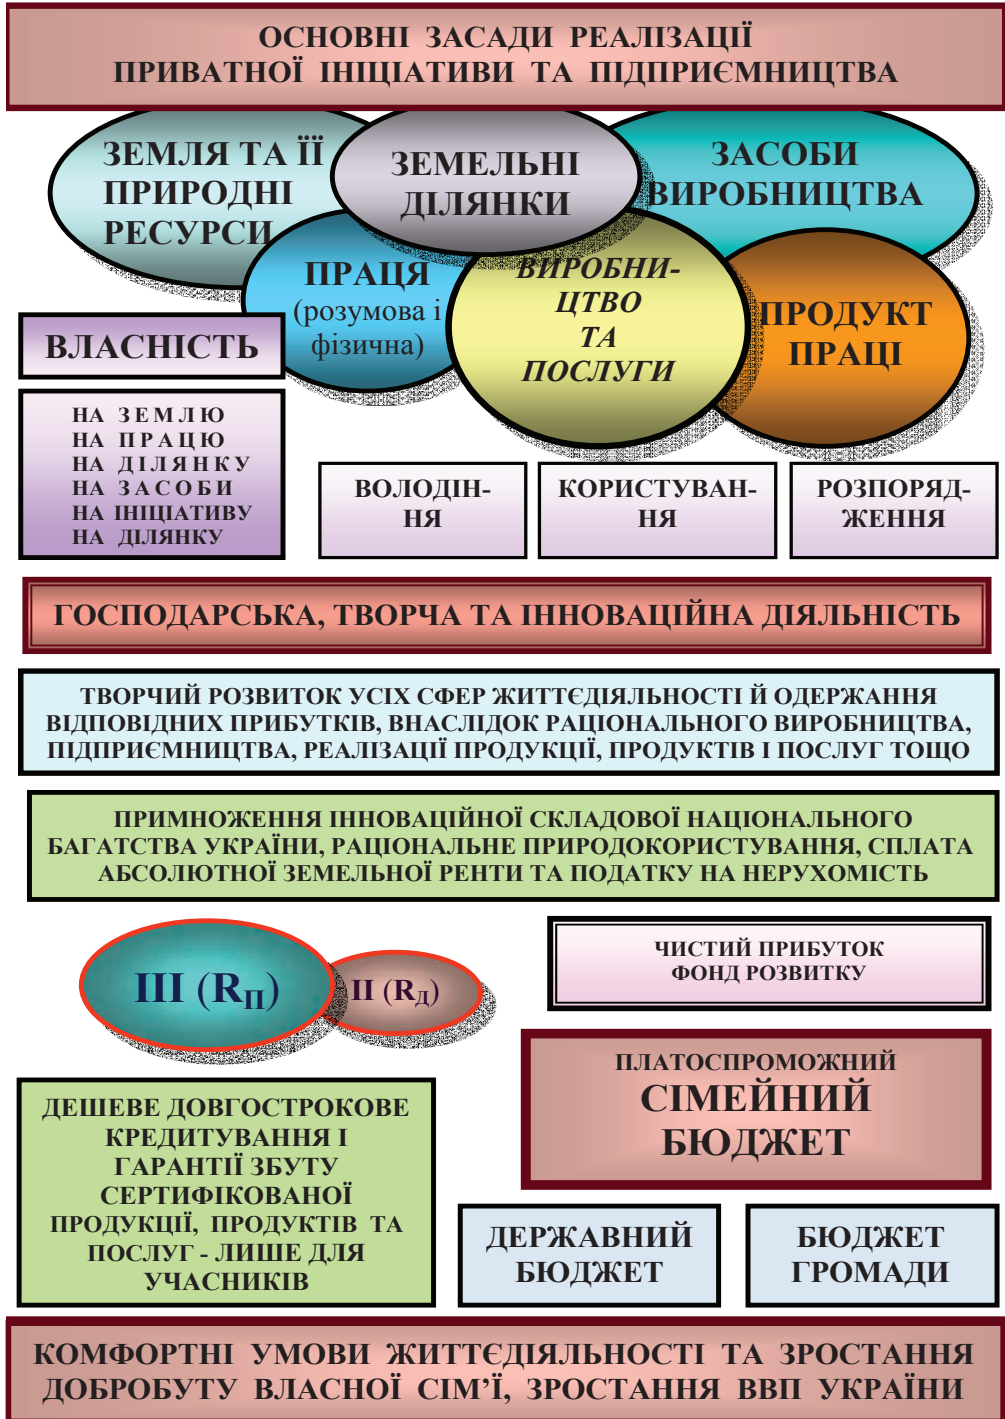 ОСНОВНІ ЗАСАДИ РЕАЛІЗАЦІЇ
ПРИВАТНОЇ ІНІЦІАТИВИ ТА ПІДПРИЄМНИЦТВА
ЗЕМЛЯ ТА ЇЇ
ПРИРОДНІ
РЕСУРСИ
ЗЕМЕЛЬНІ
ДІЛЯНКИ
ЗАСОБИ
ВИРОБНИЦТВА
ПРАЦЯ
(розумова і
фізична)
ВИРОБНИ-
ЦТВО
ТА
ПОСЛУГИ
ПРОДУКТ
ПРАЦІ
ВЛАСНІСТЬ
НА ЗЕМЛЮ
НА ПРАЦЮ
НА ДІЛЯНКУ
НА ЗАСОБИ
НА ІНІЦІАТИВУ
НА ДІЛЯНКУ
ВОЛОДІН-
НЯ
КОРИСТУВАН-
НЯ
РОЗПОРЯД-
ЖЕННЯ
ГОСПОДАРСЬКА, ТВОРЧА ТА ІННОВАЦІЙНА ДІЯЛЬНІСТЬ
ТВОРЧИЙ РОЗВИТОК УСІХ СФЕР ЖИТТЄДІЯЛЬНОСТІ Й ОДЕРЖАННЯ
ВІДПОВІДНИХ ПРИБУТКІВ, ВНАСЛІДОК РАЦІОНАЛЬНОГО ВИРОБНИЦТВА,
ПІДПРИЄМНИЦТВА, РЕАЛІЗАЦІЇ ПРОДУКЦІЇ, ПРОДУКТІВ І ПОСЛУГ ТОЩО
ПРИМНОЖЕННЯ ІННОВАЦІЙНОЇ СКЛАДОВОЇ НАЦІОНАЛЬНОГО
БАГАТСТВА УКРАЇНИ, РАЦІОНАЛЬНЕ ПРИРОДОКОРИСТУВАННЯ, СПЛАТА
АБСОЛЮТНОЇ ЗЕМЕЛЬНОЇ РЕНТИ ТА ПОДАТКУ НА НЕРУХОМІСТЬ
III (RП)
II (RД)
ЧИСТИЙ ПРИБУТОК
ФОНД РОЗВИТКУ
ПЛАТОСПРОМОЖНИЙ
СІМЕЙНИЙ
БЮДЖЕТ
ДЕШЕВЕ ДОВГОСТРОКОВЕ
КРЕДИТУВАННЯ І
ГАРАНТІЇ ЗБУТУ
СЕРТИФІКОВАНОЇ
ПРОДУКЦІЇ, ПРОДУКТІВ ТА
ПОСЛУГ - ЛИШЕ ДЛЯ
УЧАСНИКІВ
ДЕРЖАВНИЙ
БЮДЖЕТ
БЮДЖЕТ
ГРОМАДИ
КОМФОРТНІ УМОВИ ЖИТТЄДІЯЛЬНОСТІ ТА ЗРОСТАННЯ
ДОБРОБУТУ ВЛАСНОЇ СІМ’Ї, ЗРОСТАННЯ ВВП УКРАЇНИ